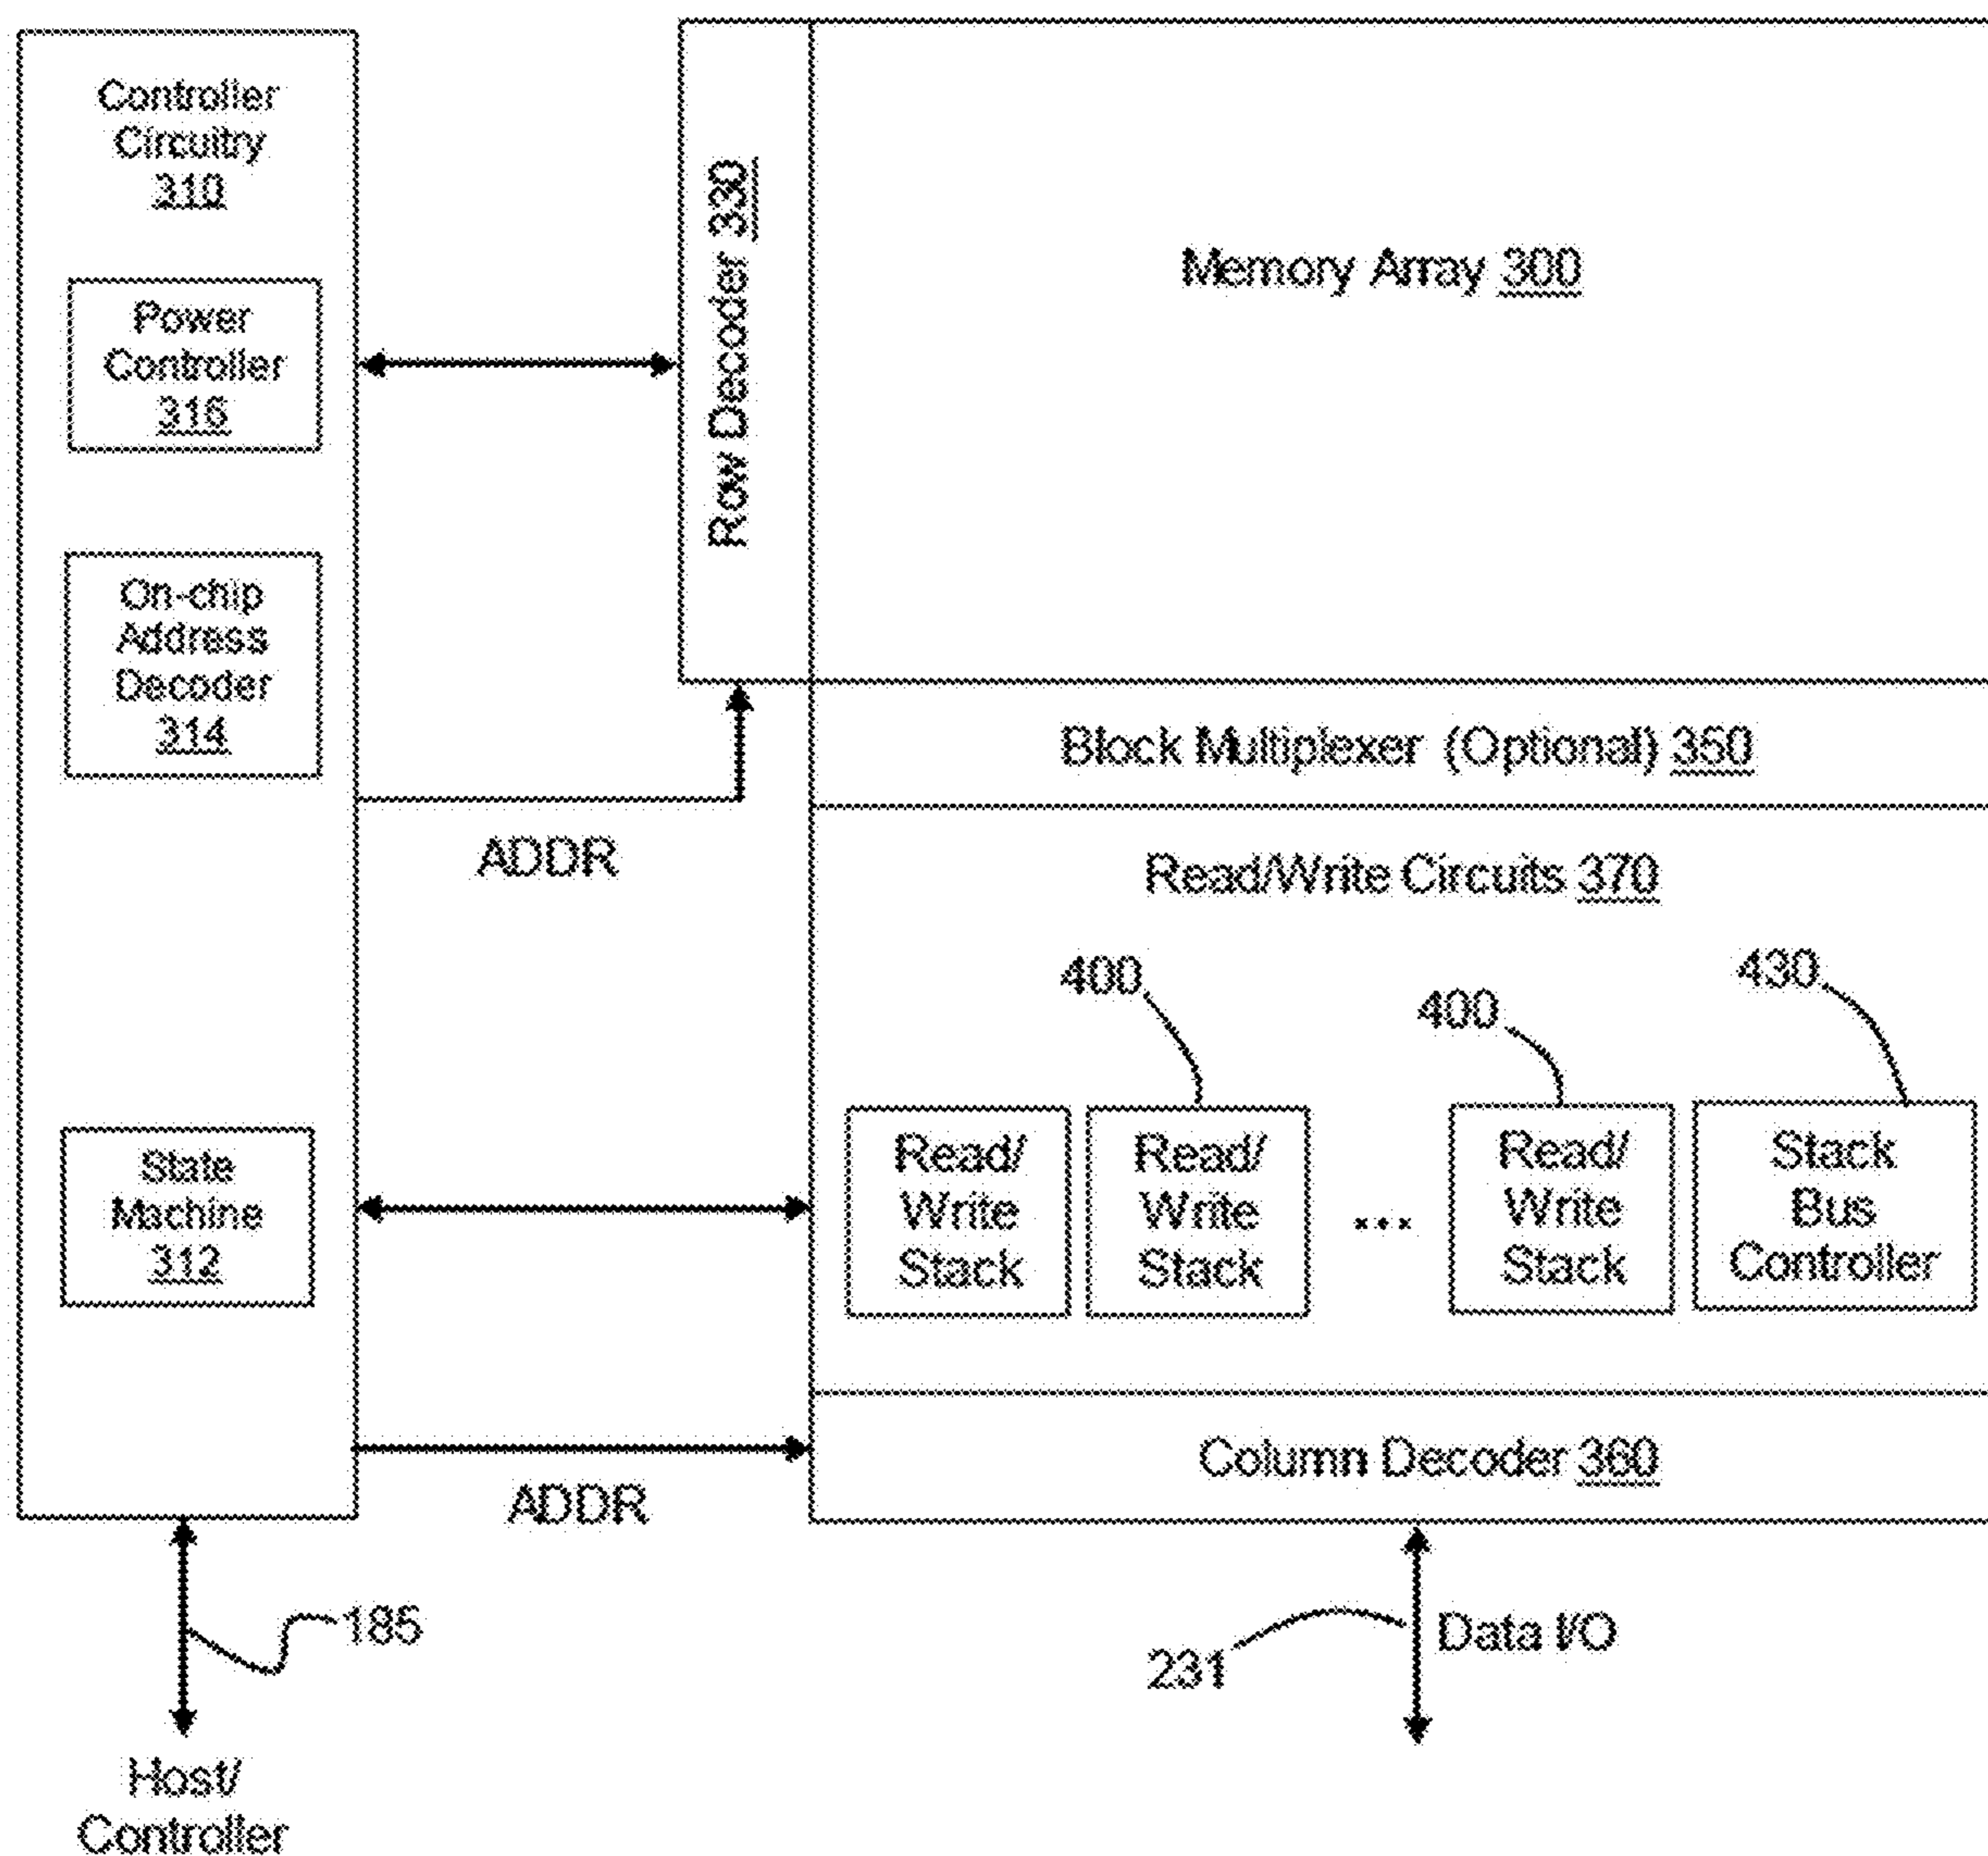 Controller
Circuitry
310
Power
Controller
316
On-chip
Address
Decoder
314
State
Machine
312
Row Decoder 330
Memory Array 300
Block Multiplexer (Optional) 350
ADDR
Read/Write Circuits 370
400
400
430
Read/
Write
Stack
Read/
Write
Stack
...
Read/
Write
Stack
Stack
Bus
Controller
Column Decoder 360
ADDR
185
231
Data I/O
Host/
Controller